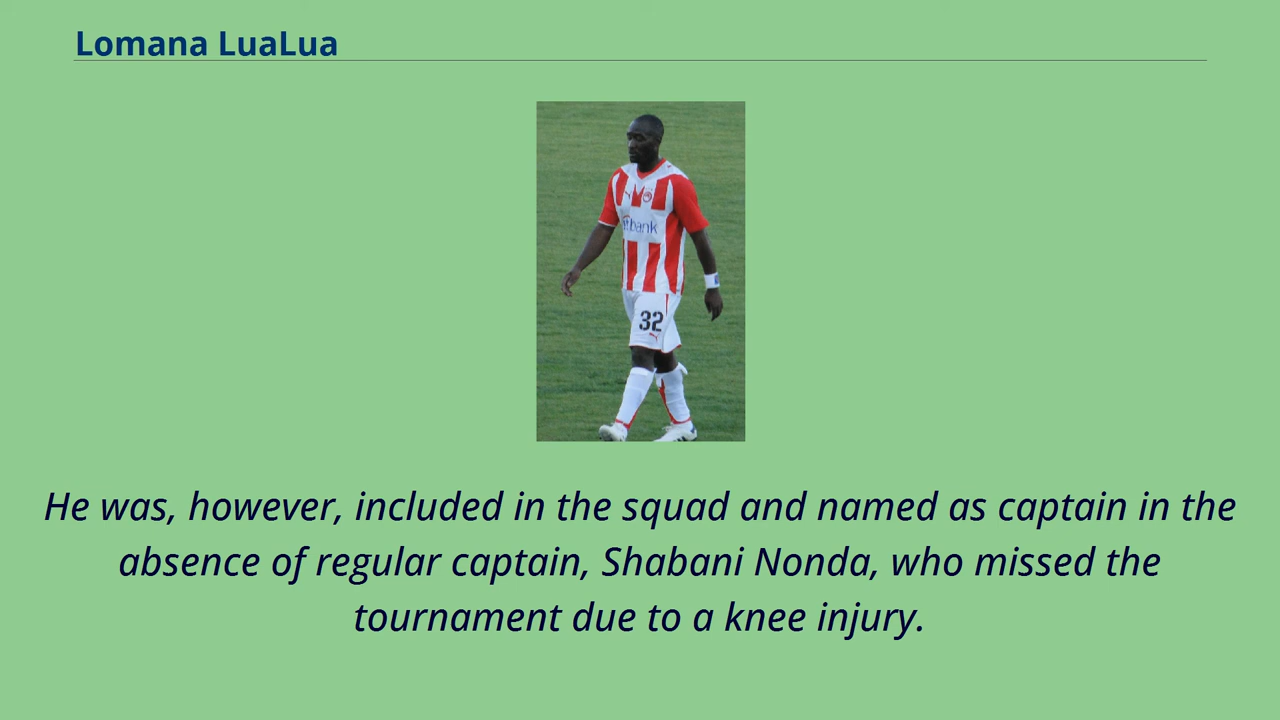 Lomana LuaLua
bank
32
He was, however, included in the squad and named as captain in the
absence of regular captain, Shabani Nonda, who missed the
tournament due to a knee injury.